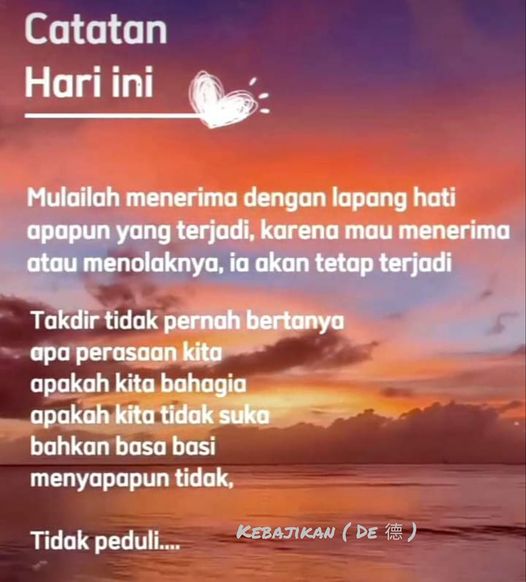 Catatan
Hari ini
Mulailah menerima dengan lapang hati
apapun yang terjadi, karena mau menerima
atau menolaknya, ia akan tetap terjadi
Takdir tidak pernah bertanya
apa perasaan kita
apakah kita bahagia
apakah kita tidak suka
bahkan basa basi
menyapapun tidak,
Tidak peduli....
Kebajikan ( De 德 )